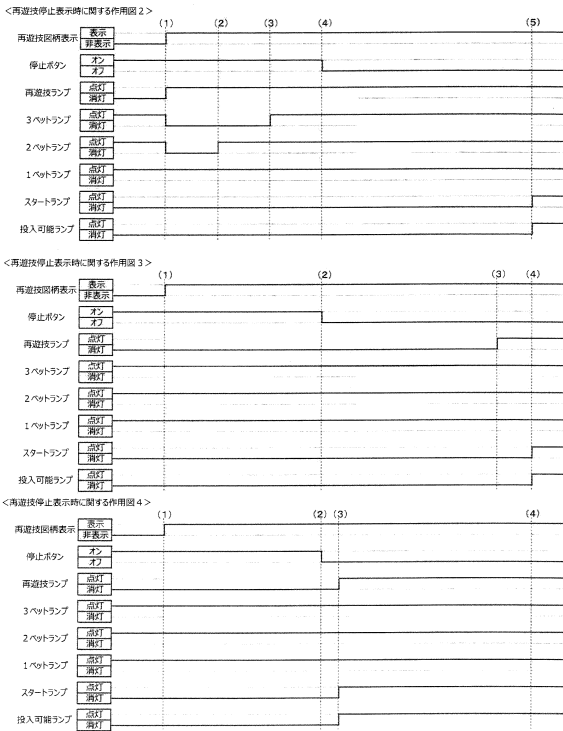 <再遊技停止表示時に関する作用図２>
(1) (2) (3) (4) (5)
再遊技図柄表示 表示 非表示
停止ボタン オン オフ
再遊技ランプ 点灯 消灯
３ベットランプ 点灯 消灯
２ベットランプ 点灯 消灯
１ベットランプ 点灯 消灯
スタートランプ 点灯 消灯
投入可能ランプ 点灯 消灯
<再遊技停止表示時に関する作用図３>
(1) (2) (3) (4)
再遊技図柄表示 表示 非表示
停止ボタン オン オフ
再遊技ランプ 点灯 消灯
３ベットランプ 点灯 消灯
２ベットランプ 点灯 消灯
１ベットランプ 点灯 消灯
スタートランプ 点灯 消灯
投入可能ランプ 点灯 消灯
<再遊技停止表示時に関する作用図４>
(1) (2) (3) (4)
再遊技図柄表示 表示 非表示
停止ボタン オン オフ
再遊技ランプ 点灯 消灯
３ベットランプ 点灯 消灯
２ベットランプ 点灯 消灯
１ベットランプ 点灯 消灯
スタートランプ 点灯 消灯
投入可能ランプ 点灯 消灯